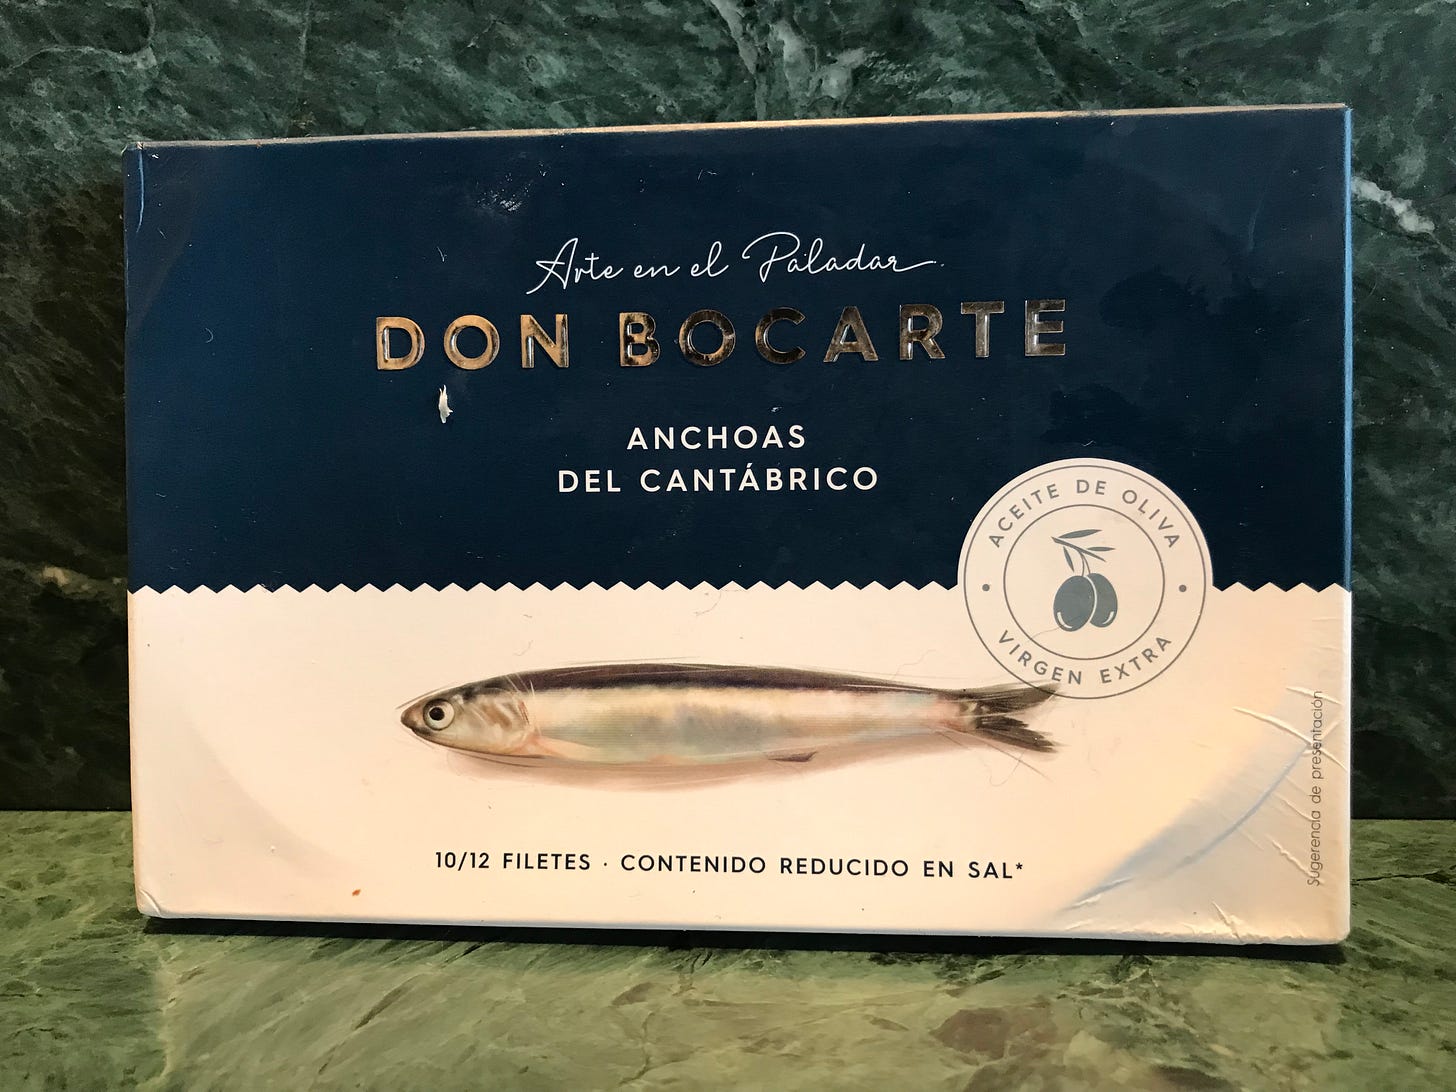 Arte en el Paladar
DON BOCARTE
ANCHOAS
DEL CANTÁBRICO
ACEITE DE OLIVA
VIRGEN EXTRA
10/12 FILETES · CONTENIDO REDUCIDO EN SAL*
Sugerencia de presentación